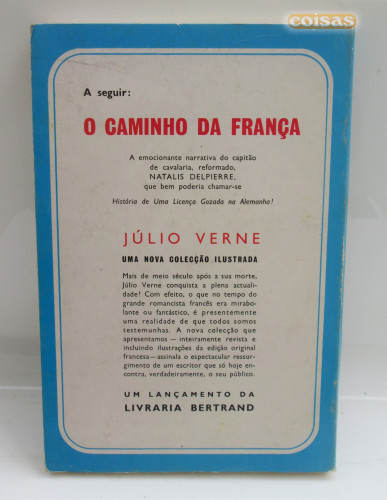 coisas
A seguir:
O CAMINHO DA FRANÇA
A emocionante narrativa do capitão
de cavalaria, reformado,
NATALIS DELPIERRE,
que bem poderia chamar-se
História de Uma Licença Gozada na Alemanha!
JÚLIO VERNE
UMA NOVA COLECÇÃO ILUSTRADA
Mais de meio século após a sua morte,
Júlio Verne conquista a plena actuali-
dade! Com efeito, o que no tempo do
grande romancista francês era mirabo-
lante ou fantástico, é presentemente
uma realidade de que todos somos
testemunhas. A nova colecção que
apresentamos — inteiramente revista e
incluindo ilustrações da edição original
francesa — assinala o espectacular ressur-
gimento de um escritor que só hoje en-
contra, verdadeiramente, o seu público.
UM LANÇAMENTO DA
LIVRARIA BERTRAND